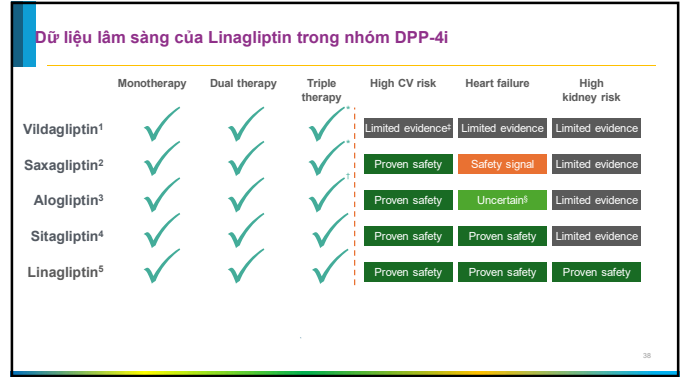 Dữ liệu lâm sàng của Linagliptin trong nhóm DPP-4i
Monotherapy Dual therapy Triple therapy High CV risk Heart failure High kidney risk
Vildagliptin¹ * Limited evidence‡ Limited evidence Limited evidence
Saxagliptin² * Proven safety Safety signal Limited evidence
Alogliptin³ † Proven safety Uncertain§ Limited evidence
Sitagliptin⁴ Proven safety Proven safety Limited evidence
Linagliptin⁵ Proven safety Proven safety Proven safety
.
38